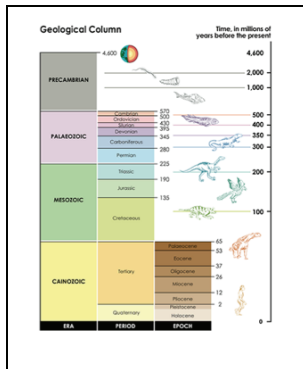 Geological Column
Time, in millions of
years before the present
4,600
4,600
PRECAMBRIAN
2,000
1,000
570
Cambrian
500
Ordovician
500
430
Silurian
400
395
PALAEOZOIC
Devonian
345
350
Carboniferous
300
280
Permian
225
Triassic
200
190
MESOZOIC
Jurassic
135
Cretaceous
100
65
Palaeocene
53
Eocene
37
Oligocene
26
CAINOZOIC
Tertiary
Miocene
12
Pliocene
2
Pleistocene
Quaternary
Holocene
0
ERA
PERIOD
EPOCH